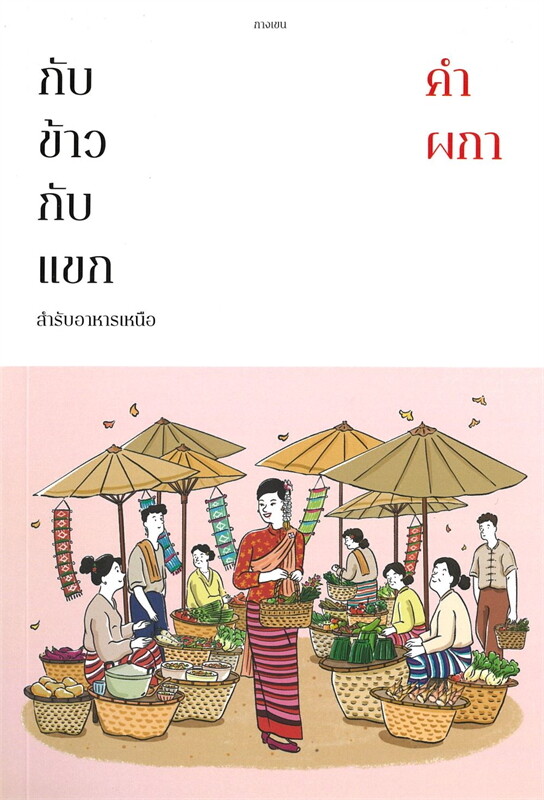 กางเขน
กับ
ข้าว
กับ
แขก
สำรับอาหารเหนือ
คำ
ผกา